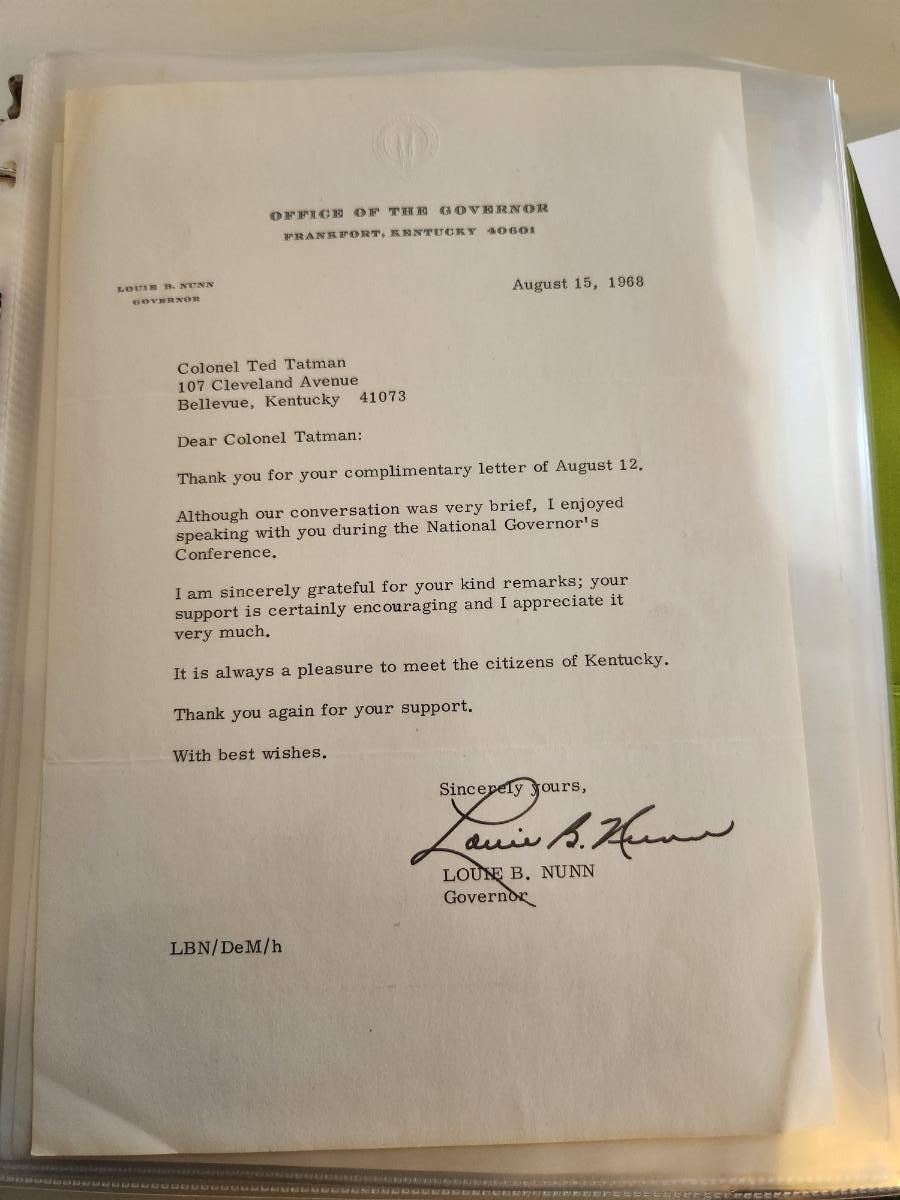 OFFICE OF THE GOVERNOR
FRANKFORT, KENTUCKY 40601
LOUIE B. NUNN
GOVERNOR
August 15, 1968
Colonel Ted Tatman
107 Cleveland Avenue
Bellevue, Kentucky 41073
Dear Colonel Tatman:
Thank you for your complimentary letter of August 12.
Although our conversation was very brief, I enjoyed
speaking with you during the National Governor's
Conference.
I am sincerely grateful for your kind remarks; your
support is certainly encouraging and I appreciate it
very much.
It is always a pleasure to meet the citizens of Kentucky.
Thank you again for your support.
With best wishes.
Sincerely yours,
Louie B. Nunn
LOUIE B. NUNN
Governor
LBN/DeM/h